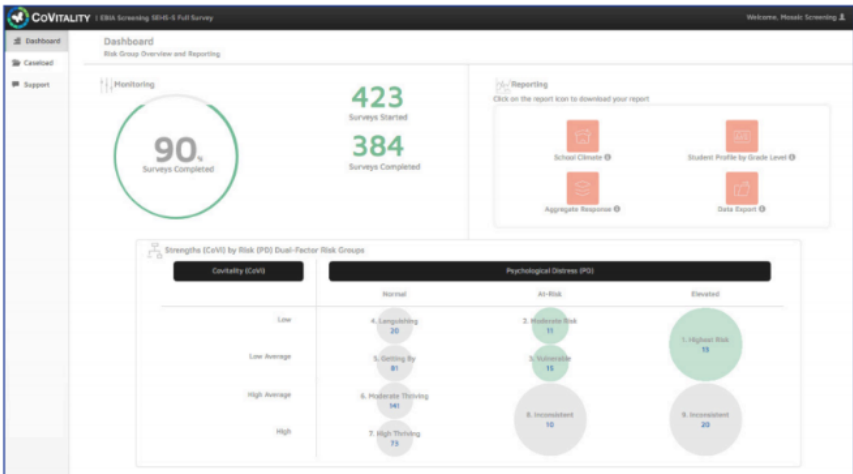 COVITALITY | EBIA Screening SEHS-S Full Survey
Welcome, Mosaic Screening
Dashboard
Caseload
Support
Dashboard
Risk Group Overview and Reporting
Monitoring
90%
Surveys Completed
423
Surveys Started
384
Surveys Completed
Reporting
Click on the report icon to download your report
School Climate
Student Profile by Grade Level
Aggregate Response
Data Export
Strengths (CoVi) by Risk (PD) Dual-Factor Risk Groups
Covitality (CoVi)
Psychological Distress (PD)
Normal
At-Risk
Elevated
Low
4. Languishing
20
2. Moderate Risk
11
1. Highest Risk
15
Low Average
5. Getting By
81
3. Vulnerable
15
High Average
6. Moderate Thriving
141
8. Inconsistent
10
9. Inconsistent
20
High
7. High Thriving
73